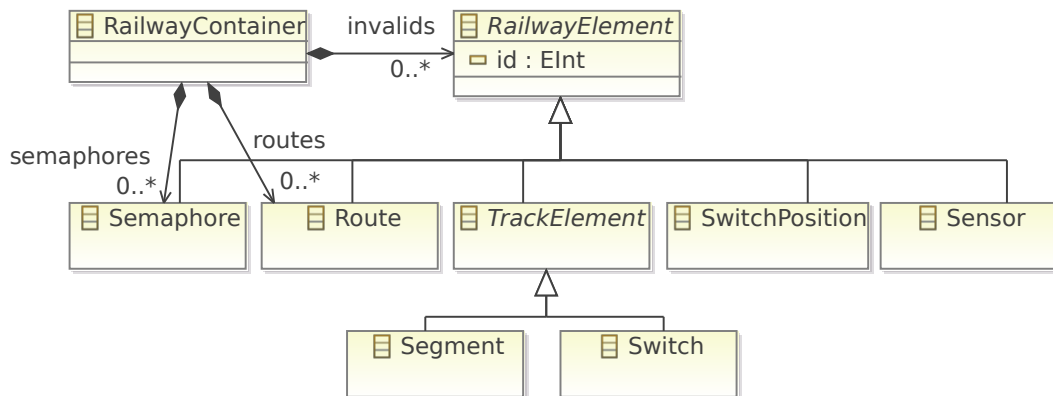 RailwayContainer
invalids
0..*
RailwayElement
id : EInt
semaphores
0..*
routes
0..*
Semaphore
Route
TrackElement
SwitchPosition
Sensor
Segment
Switch